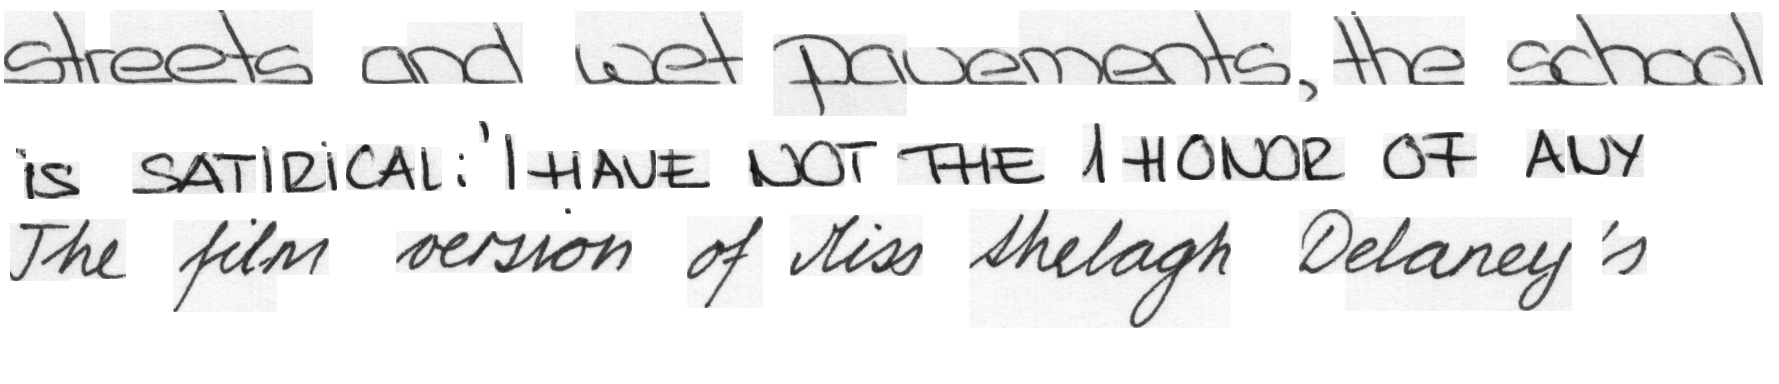 streets and wet pavements, the school
is SATIRICAL: 'I HAVE NOT THE 1 HONOR OF ANY
The film version of Miss Shelagh Delaney's